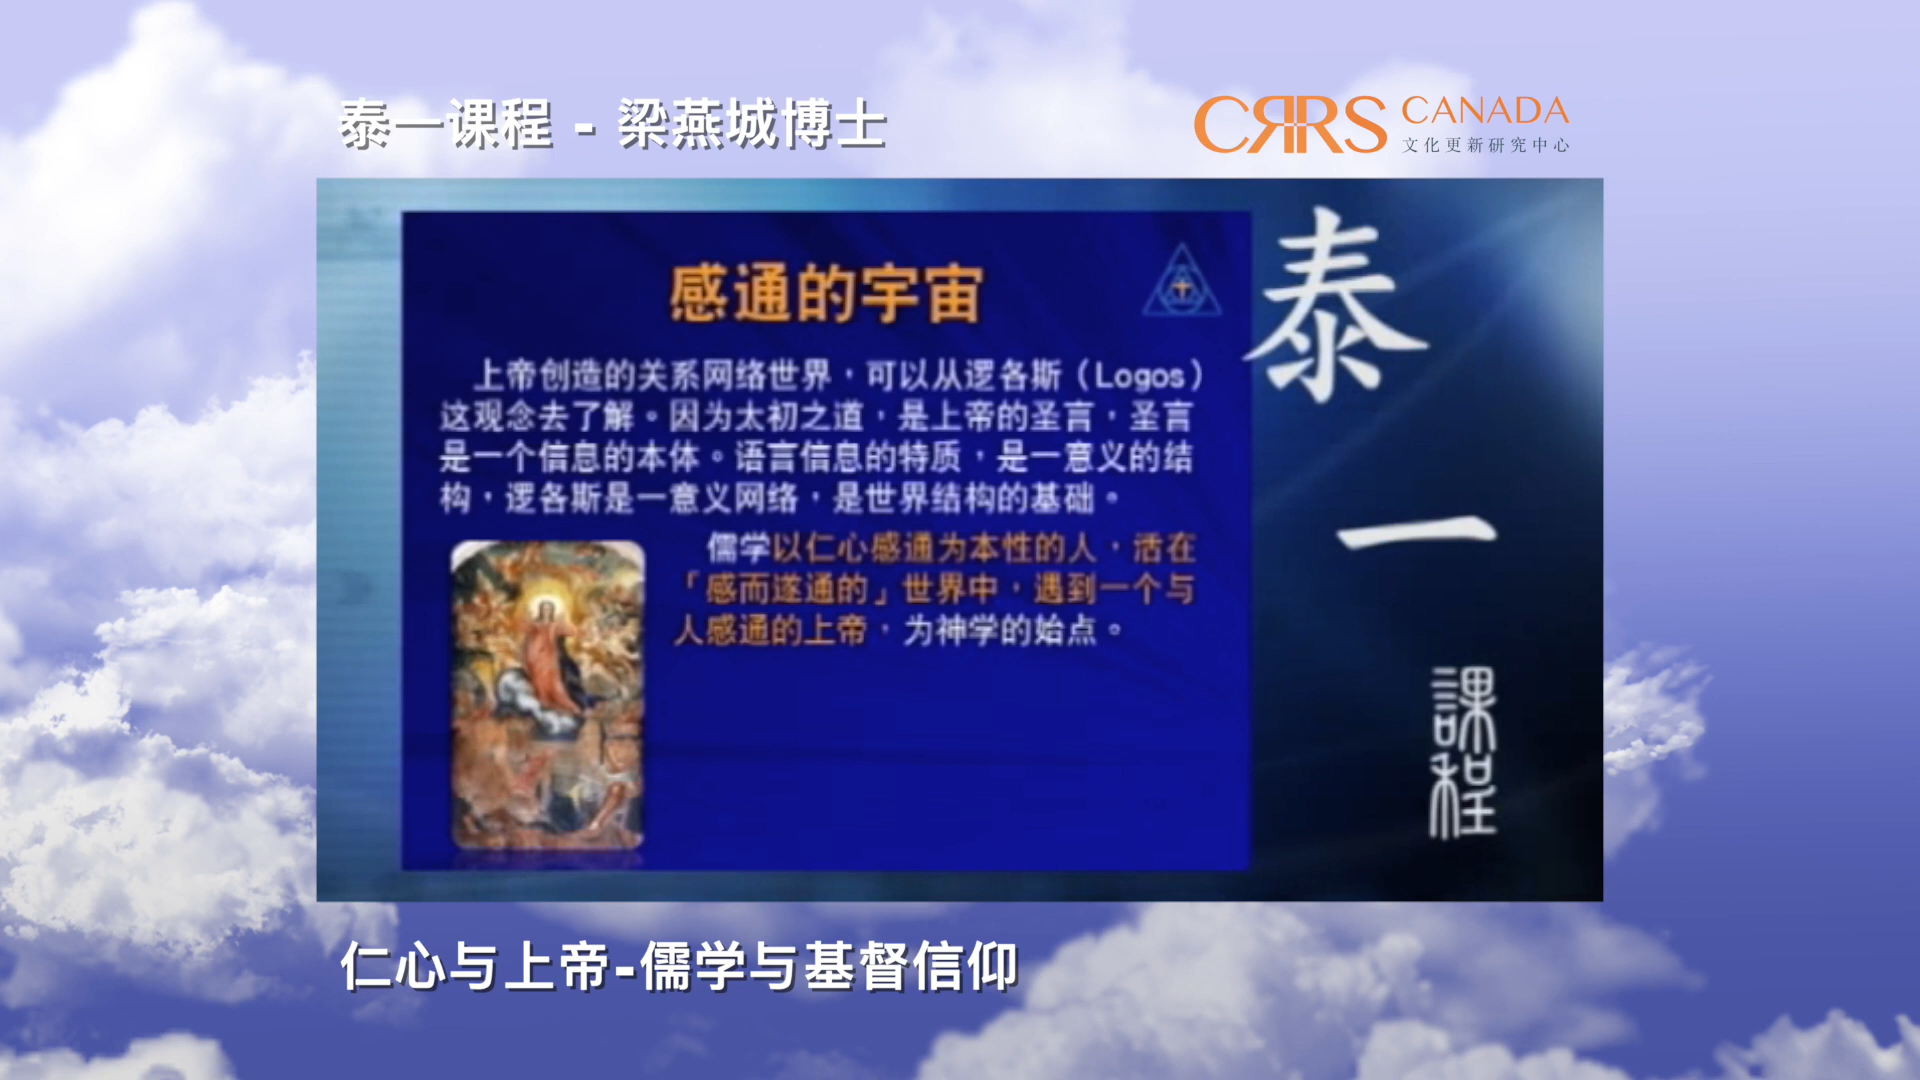 泰一课程 - 梁燕城博士
CRRS CANADA
文化更新研究中心
感通的宇宙
上帝创造的关系网络世界，可以从逻各斯（Logos）
这观念去了解。因为太初之道，是上帝的圣言，圣言
是一个信息的本体。语言信息的特质，是一意义的结
构，逻各斯是一意义网络，是世界结构的基础。
儒学以仁心感通为本性的人，活在
「感而遂通的」世界中，遇到一个与
人感通的上帝，为神学的始点。
泰一
課程
仁心与上帝-儒学与基督信仰